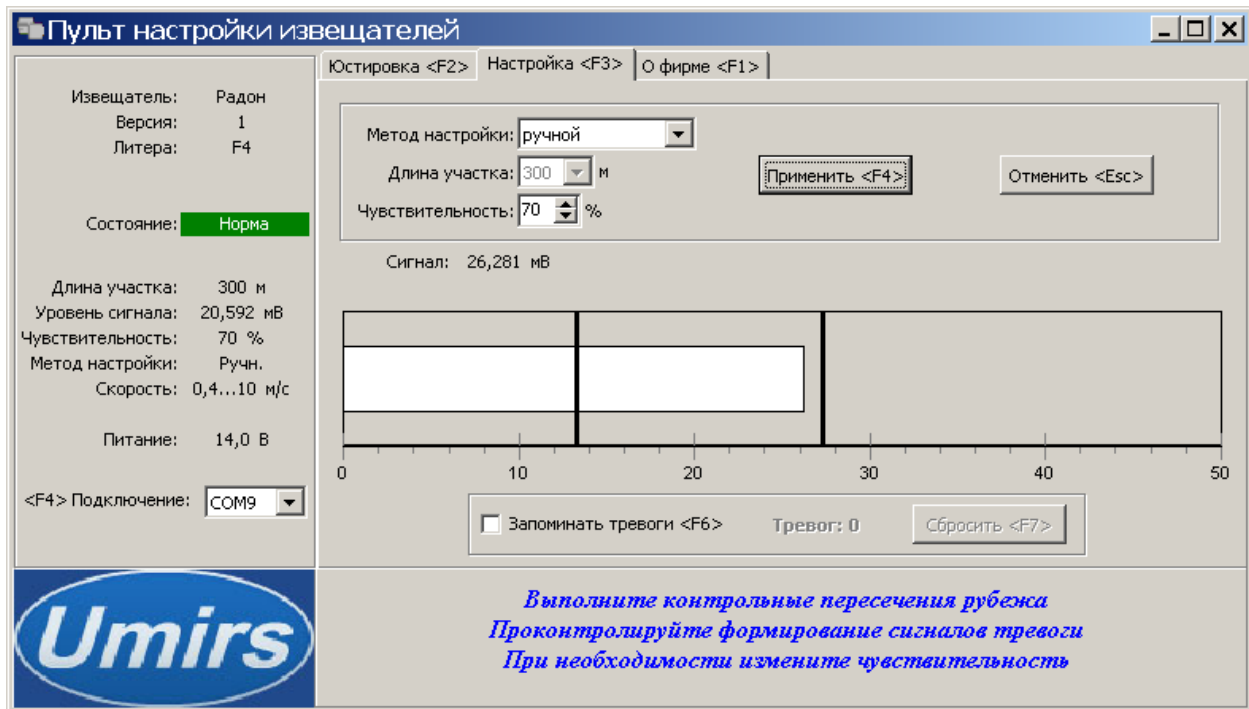 Пульт настройки извещателей
Юстировка <F2> Настройка <F3> О фирме <F1>
Извещатель: Радон
Версия: 1
Литера: F4
Состояние: Норма
Длина участка: 300 м
Уровень сигнала: 20,592 мВ
Чувствительность: 70 %
Метод настройки: Ручн.
Скорость: 0,4...10 м/с
Питание: 14,0 В
<F4> Подключение: COM9
Метод настройки: ручной
Длина участка: 300 м
Чувствительность: 70 %
Применить <F4> Отменить <Esc>
Сигнал: 26,281 мВ
0 10 20 30 40 50
Запоминать тревоги <F6> Тревог: 0 Сбросить <F7>
Umirs
Выполните контрольные пересечения рубежа
Проконтролируйте формирование сигналов тревоги
При необходимости измените чувствительность